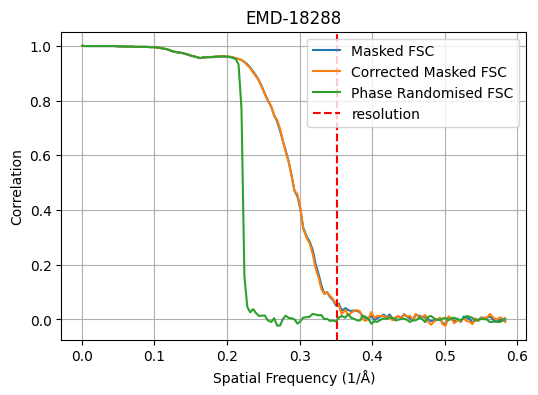 EMD-18288
Masked FSC
Corrected Masked FSC
Phase Randomised FSC
resolution
Correlation
1.0
0.8
0.6
0.4
0.2
0.0
0.0 0.1 0.2 0.3 0.4 0.5 0.6
Spatial Frequency (1/Å)